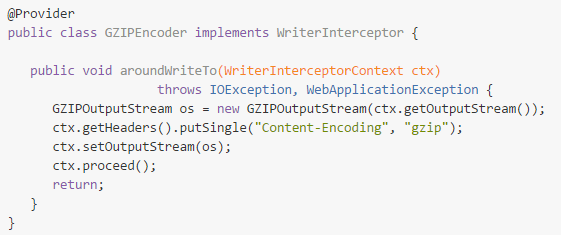 @Provider
public class GZIPEncoder implements WriterInterceptor {

   public void aroundWriteTo(WriterInterceptorContext ctx)
                    throws IOException, WebApplicationException {
      GZIPOutputStream os = new GZIPOutputStream(ctx.getOutputStream());
      ctx.getHeaders().putSingle("Content-Encoding", "gzip");
      ctx.setOutputStream(os);
      ctx.proceed();
      return;
   }
}